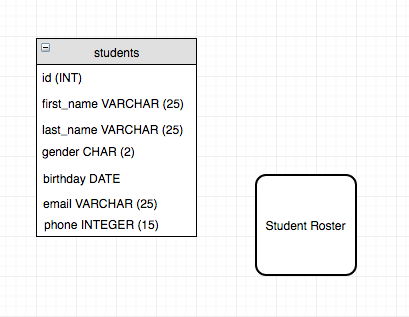 students
id (INT)
first_name VARCHAR (25)
last_name VARCHAR (25)
gender CHAR (2)
birthday DATE
email VARCHAR (25)
phone INTEGER (15)
Student Roster